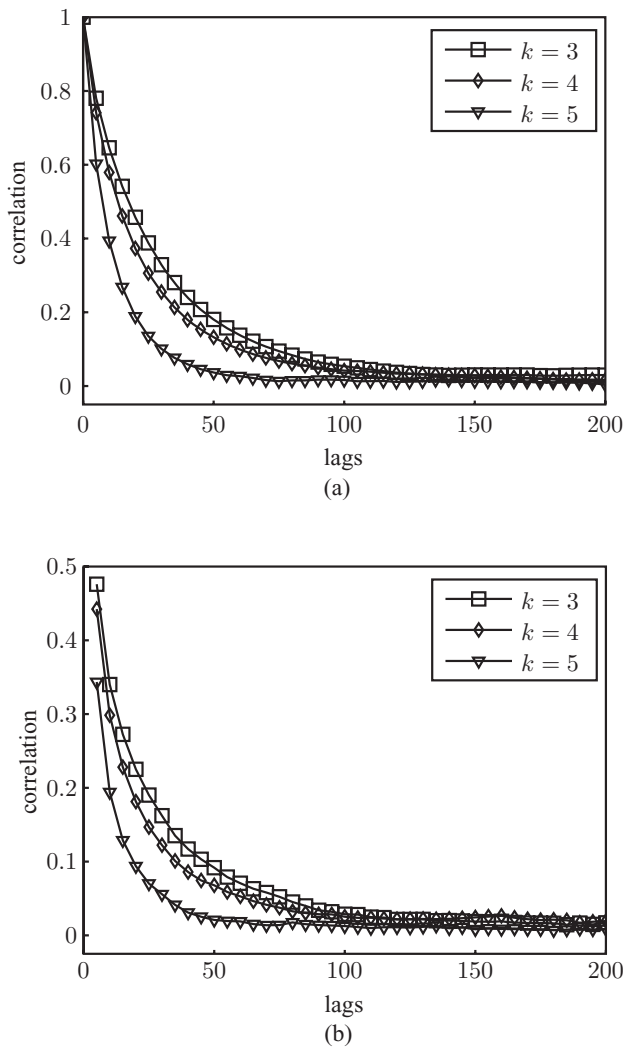 1
0.8
0.6
0.4
0.2
0
correlation
k = 3
k = 4
k = 5
0 50 100 150 200
lags
(a)
0.5
0.4
0.3
0.2
0.1
0
correlation
k = 3
k = 4
k = 5
0 50 100 150 200
lags
(b)